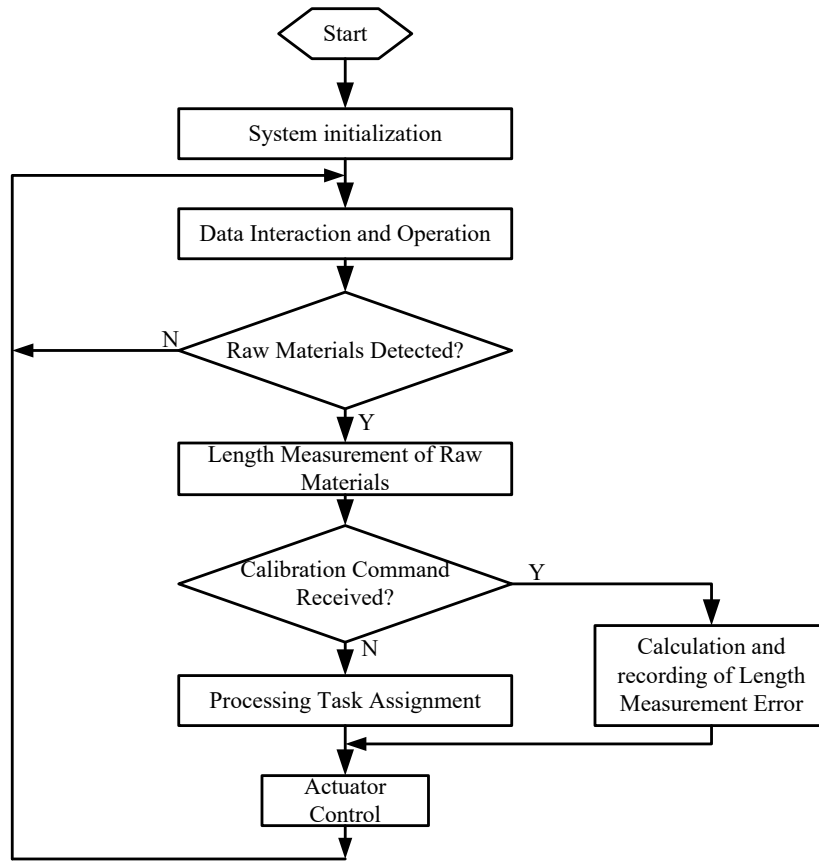 Start
System initialization
Data Interaction and Operation
N
Raw Materials Detected?
Y
Length Measurement of Raw
Materials
Calibration Command
Received?
Y
N
Calculation and
recording of Length
Measurement Error
Processing Task Assignment
Actuator
Control